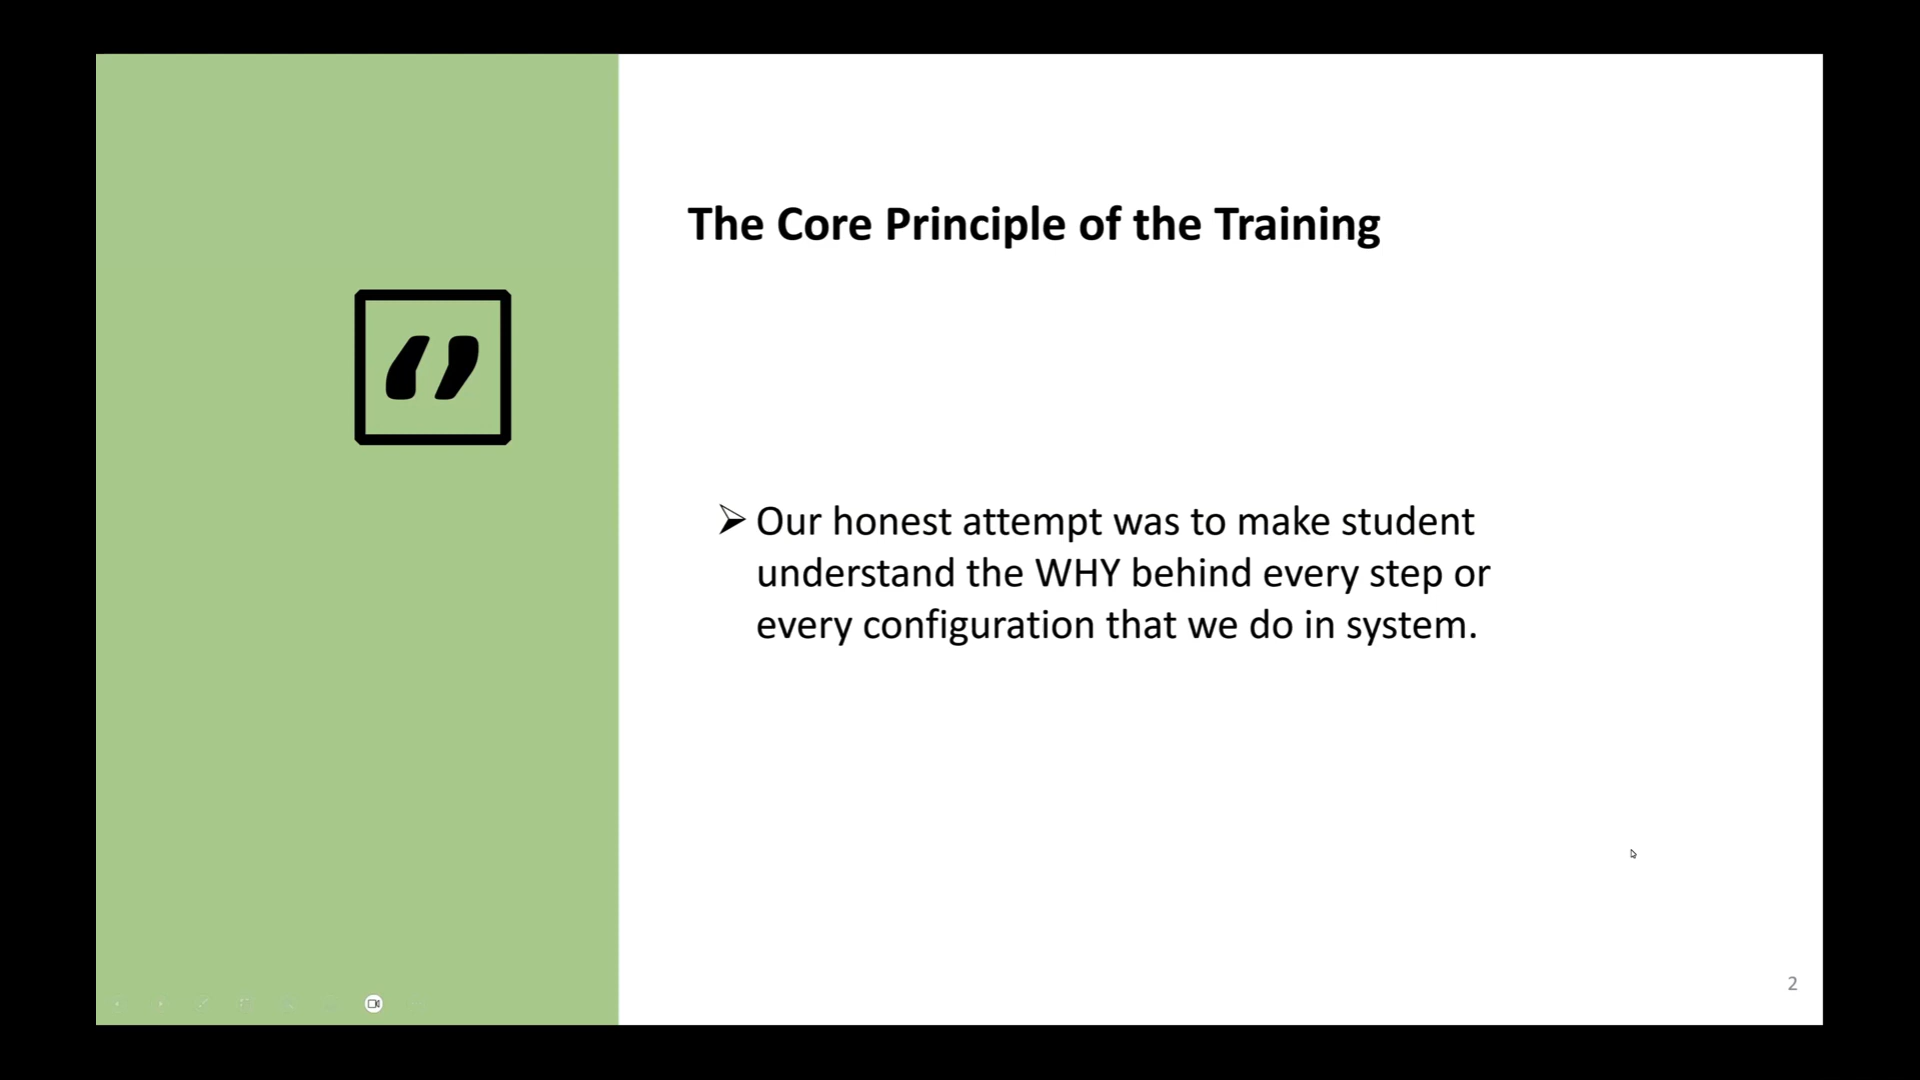 The Core Principle of the Training
➢ Our honest attempt was to make student
understand the WHY behind every step or
every configuration that we do in system.
2